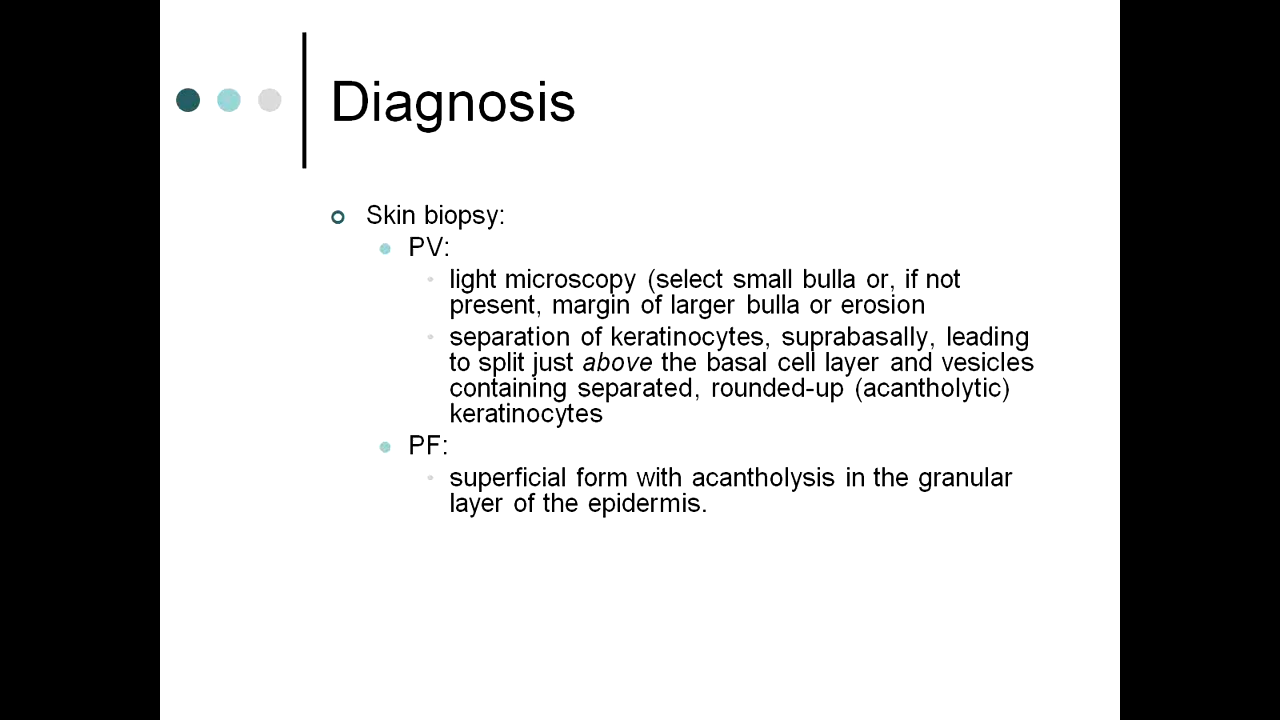 Diagnosis
Skin biopsy:
PV:
light microscopy (select small bulla or, if not
present, margin of larger bulla or erosion
separation of keratinocytes, suprabasally, leading
to split just above the basal cell layer and vesicles
containing separated, rounded-up (acantholytic)
keratinocytes
PF:
superficial form with acantholysis in the granular
layer of the epidermis.